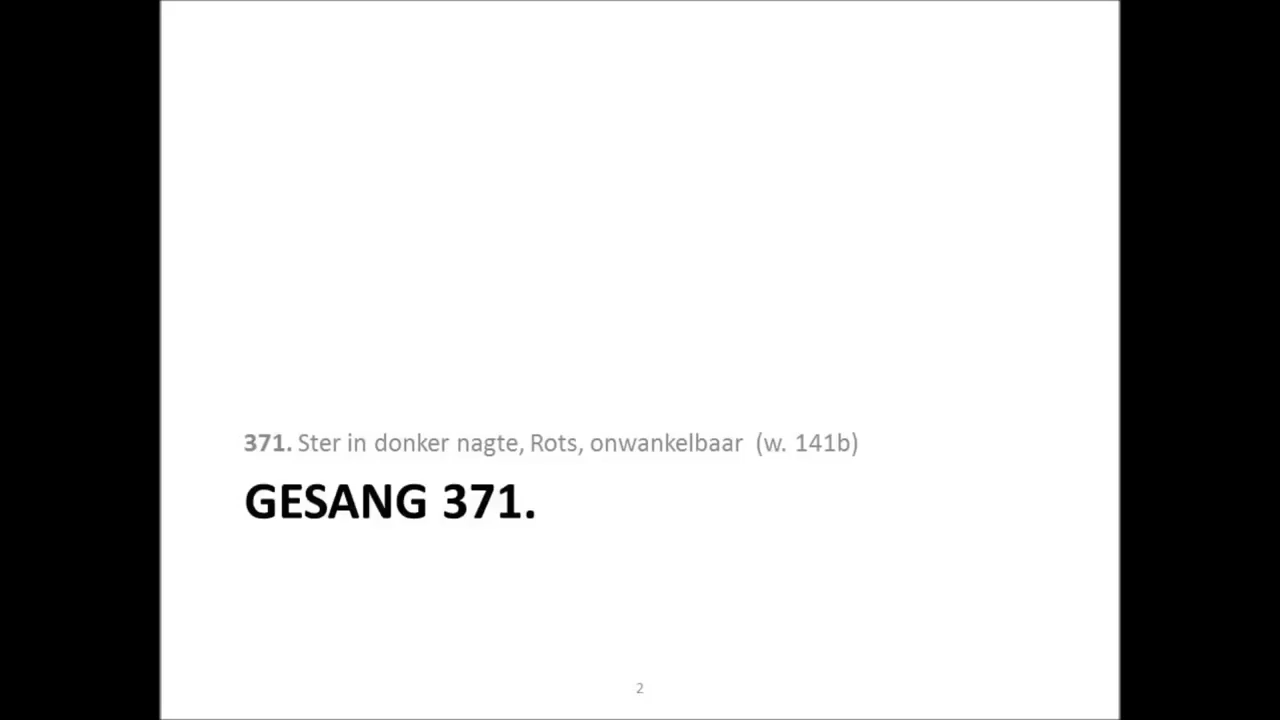 371. Ster in donker nagte, Rots, onwankelbaar (w. 141b)
GESANG 371.
2